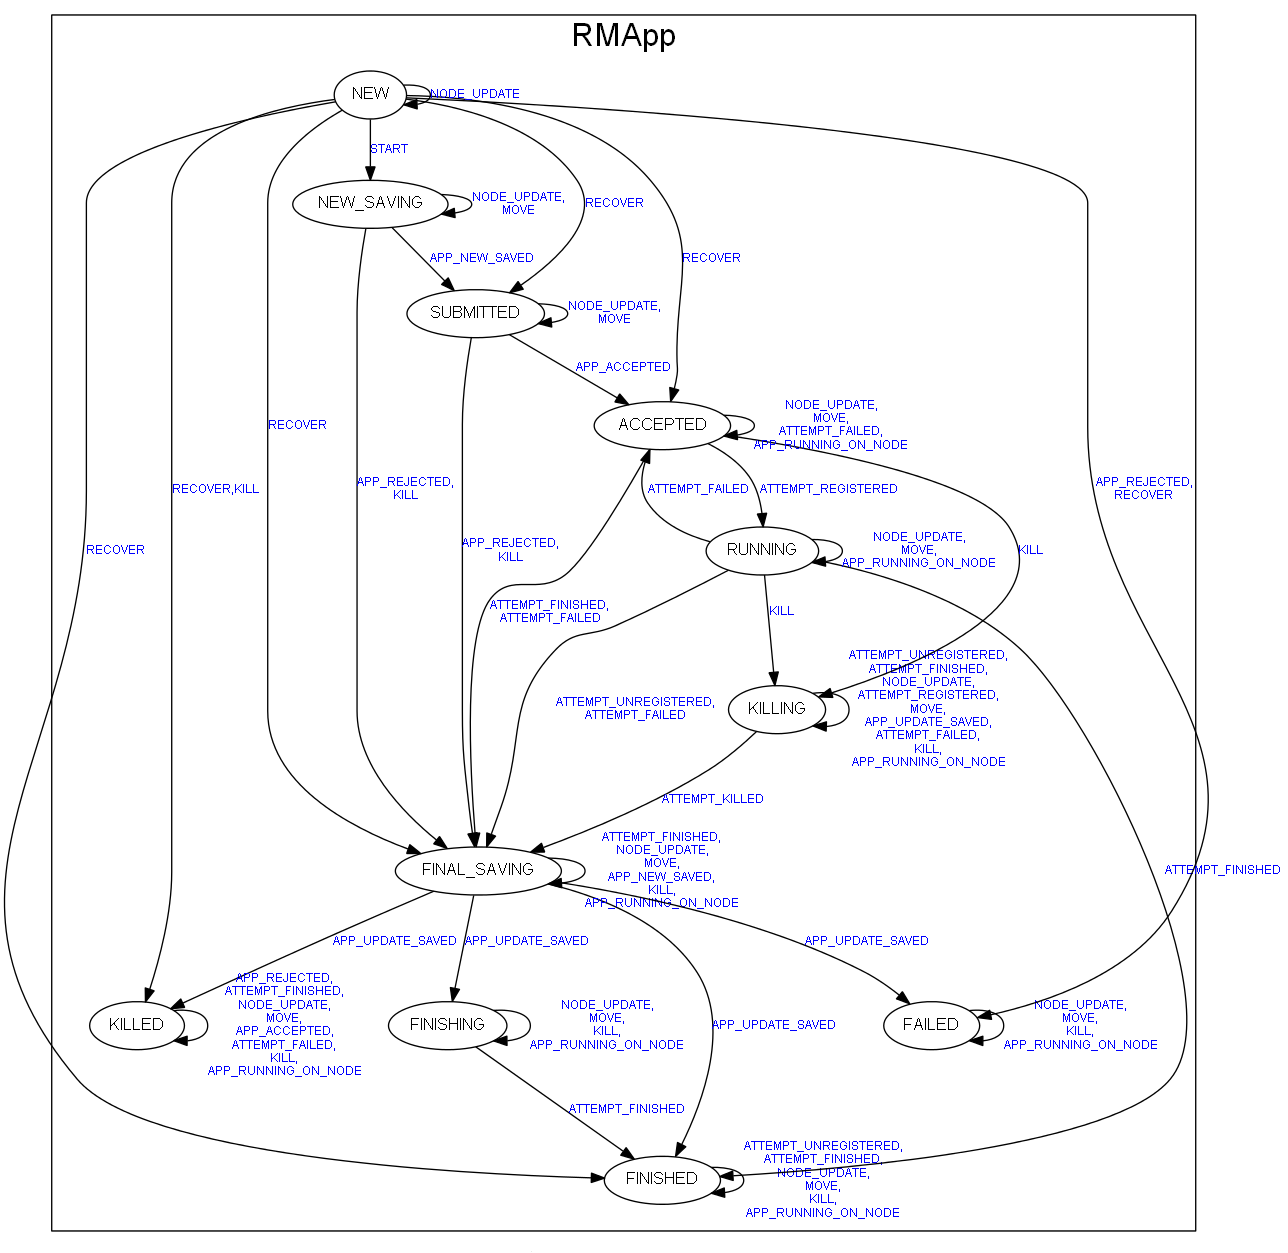 RMApp
NEW
NODE_UPDATE
START
NEW_SAVING
NODE_UPDATE,
MOVE
RECOVER
APP_NEW_SAVED
RECOVER
SUBMITTED
NODE_UPDATE,
MOVE
APP_ACCEPTED
ACCEPTED
NODE_UPDATE,
MOVE,
ATTEMPT_FAILED,
APP_RUNNING_ON_NODE
RECOVER
RECOVER,KILL
APP_REJECTED,
KILL
ATTEMPT_FAILED
ATTEMPT_REGISTERED
APP_REJECTED,
RECOVER
RECOVER
APP_REJECTED,
KILL
RUNNING
NODE_UPDATE,
MOVE,
APP_RUNNING_ON_NODE
KILL
ATTEMPT_FINISHED,
ATTEMPT_FAILED
KILL
ATTEMPT_UNREGISTERED,
ATTEMPT_FAILED
KILLING
ATTEMPT_UNREGISTERED,
ATTEMPT_FINISHED,
NODE_UPDATE,
ATTEMPT_REGISTERED,
MOVE,
APP_UPDATE_SAVED,
ATTEMPT_FAILED,
KILL,
APP_RUNNING_ON_NODE
ATTEMPT_KILLED
FINAL_SAVING
ATTEMPT_FINISHED,
NODE_UPDATE,
MOVE,
APP_NEW_SAVED,
KILL,
APP_RUNNING_ON_NODE
ATTEMPT_FINISHED
APP_UPDATE_SAVED
APP_UPDATE_SAVED
APP_UPDATE_SAVED
KILLED
APP_REJECTED,
ATTEMPT_FINISHED,
NODE_UPDATE,
MOVE,
APP_ACCEPTED,
ATTEMPT_FAILED,
KILL,
APP_RUNNING_ON_NODE
FINISHING
NODE_UPDATE,
MOVE,
KILL,
APP_RUNNING_ON_NODE
APP_UPDATE_SAVED
FAILED
NODE_UPDATE,
MOVE,
KILL,
APP_RUNNING_ON_NODE
ATTEMPT_FINISHED
FINISHED
ATTEMPT_UNREGISTERED,
ATTEMPT_FINISHED,
NODE_UPDATE,
MOVE,
KILL,
APP_RUNNING_ON_NODE